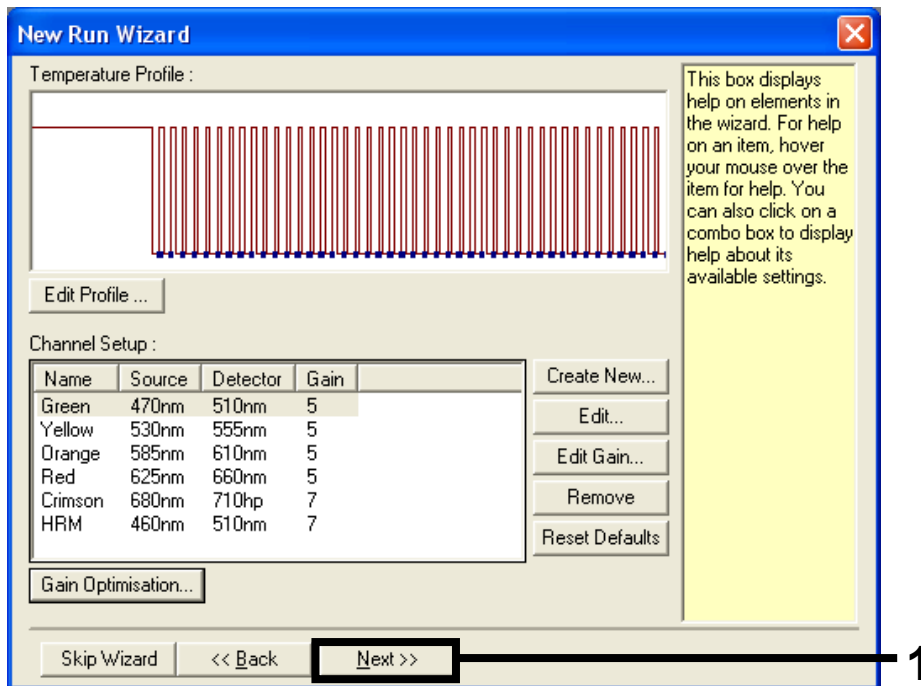 New Run Wizard
Temperature Profile :
This box displays
help on elements in
the wizard. For help
on an item, hover
your mouse over the
item for help. You
can also click on a
combo box to display
help about its
available settings.
Edit Profile ...
Channel Setup :
Name Source Detector Gain
Green 470nm 510nm 5
Yellow 530nm 555nm 5
Orange 585nm 610nm 5
Red 625nm 660nm 5
Crimson 680nm 710hp 7
HRM 460nm 510nm 7
Create New...
Edit...
Edit Gain...
Remove
Reset Defaults
Gain Optimisation...
Skip Wizard << Back Next >> 1